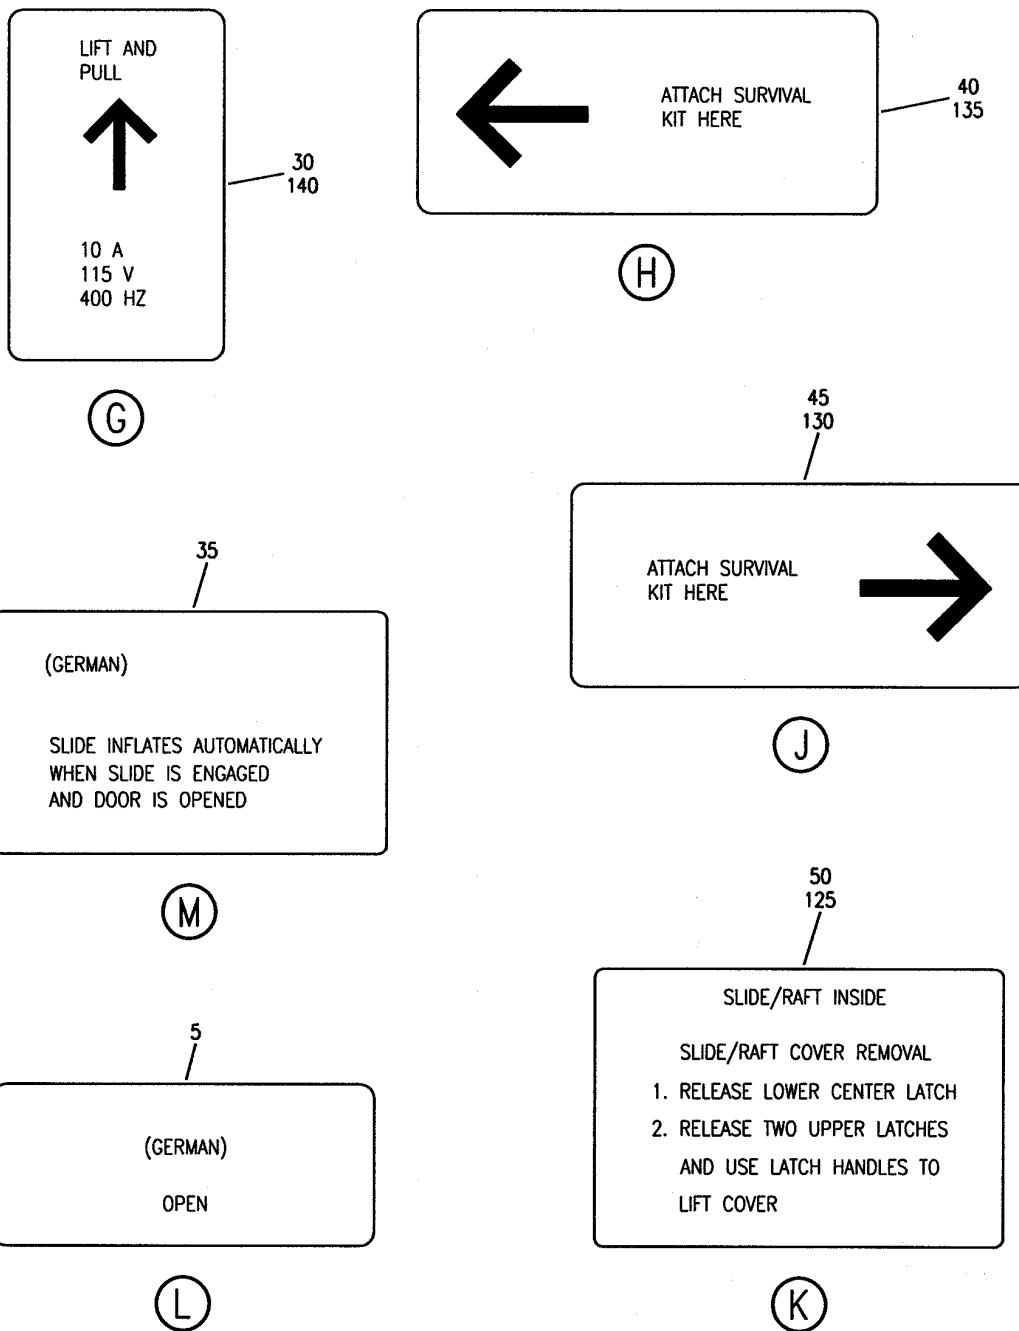 LIFT AND
PULL
10 A
115 V
400 HZ
30
140
G
ATTACH SURVIVAL
KIT HERE
40
135
H
45
130
ATTACH SURVIVAL
KIT HERE
J
35
(GERMAN)
SLIDE INFLATES AUTOMATICALLY
WHEN SLIDE IS ENGAGED
AND DOOR IS OPENED
M
50
125
SLIDE/RAFT INSIDE
SLIDE/RAFT COVER REMOVAL
1. RELEASE LOWER CENTER LATCH
2. RELEASE TWO UPPER LATCHES
AND USE LATCH HANDLES TO
LIFT COVER
K
5
(GERMAN)
OPEN
L